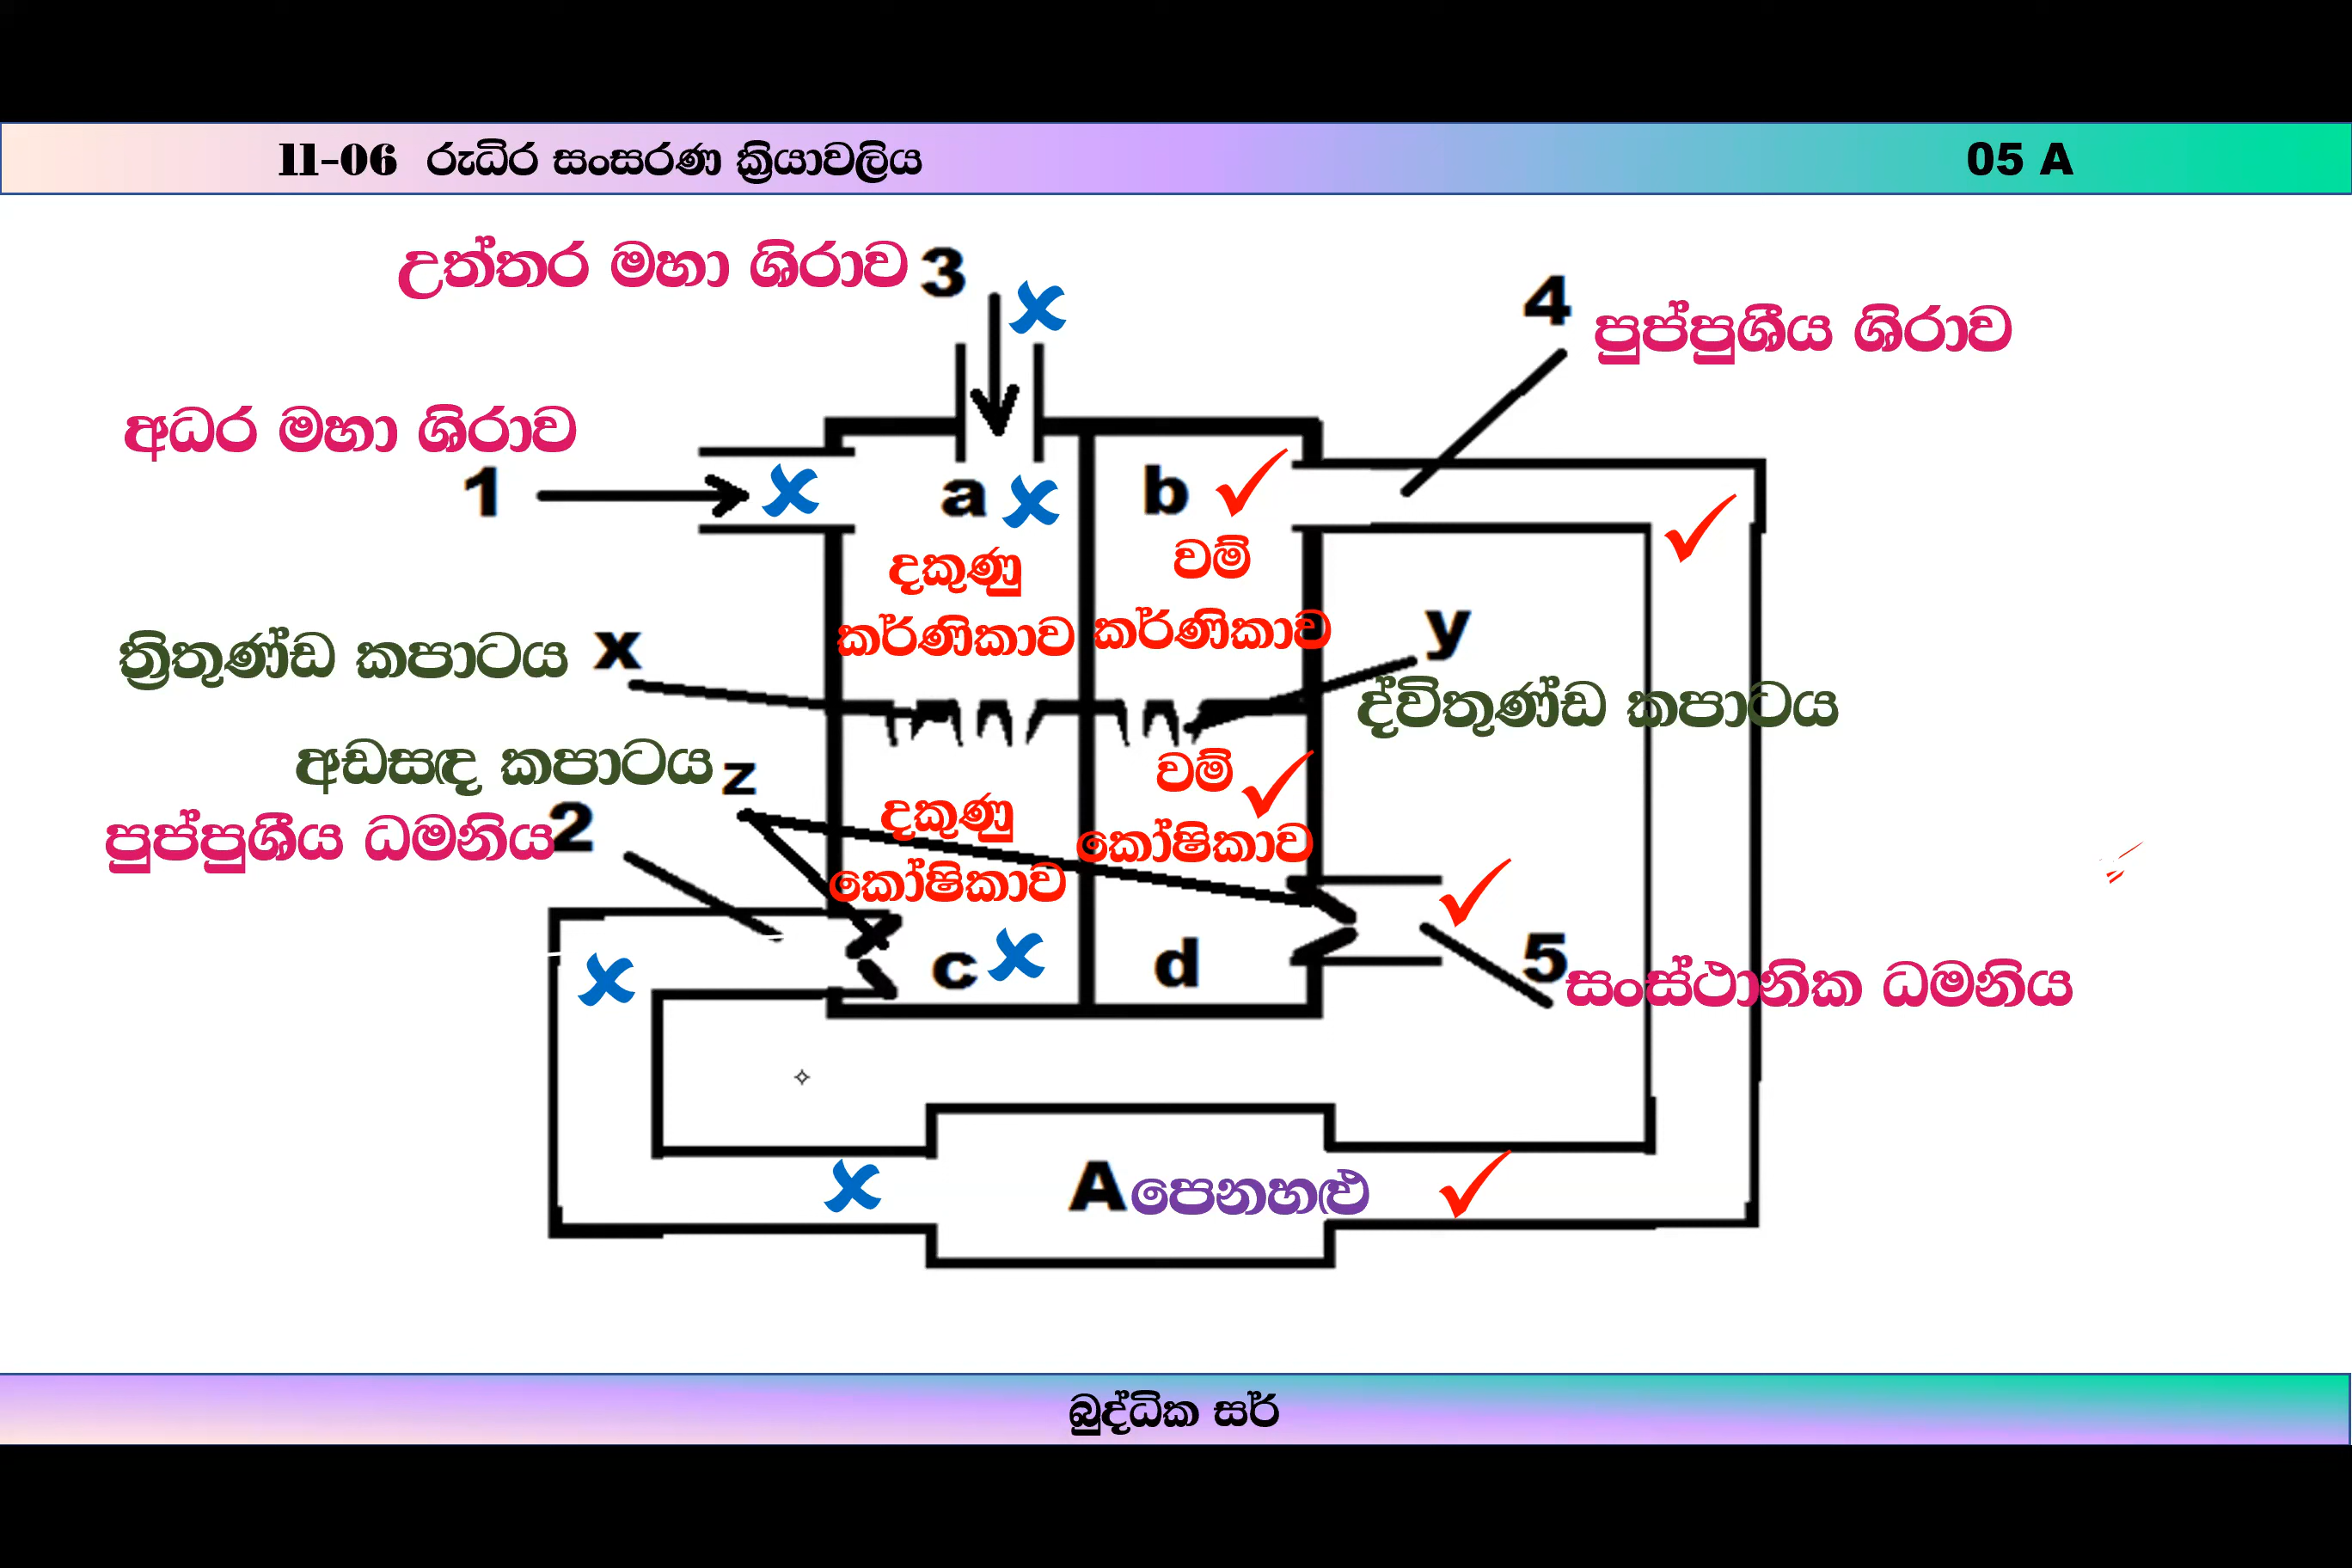 11-06 රුධිර සංසරණ ක්‍රියාවලිය 05 A
උත්තර මහා ශිරාව 3
4 පුප්පුශීය ශිරාව
අධර මහා ශිරාව
1
a
b
දකුණු කර්ණිකාව
වම් කර්ණිකාව
ත්‍රිතුණ්ඩ කපාටය x
y
ද්විතුණ්ඩ කපාටය
අඩසඳ කපාටය z
පුප්පුශීය ධමනිය 2
දකුණු කෝෂිකාව
වම් කෝෂිකාව
c
d
5 සංස්ථානික ධමනිය
A පෙනහළු
බුද්ධික සර්